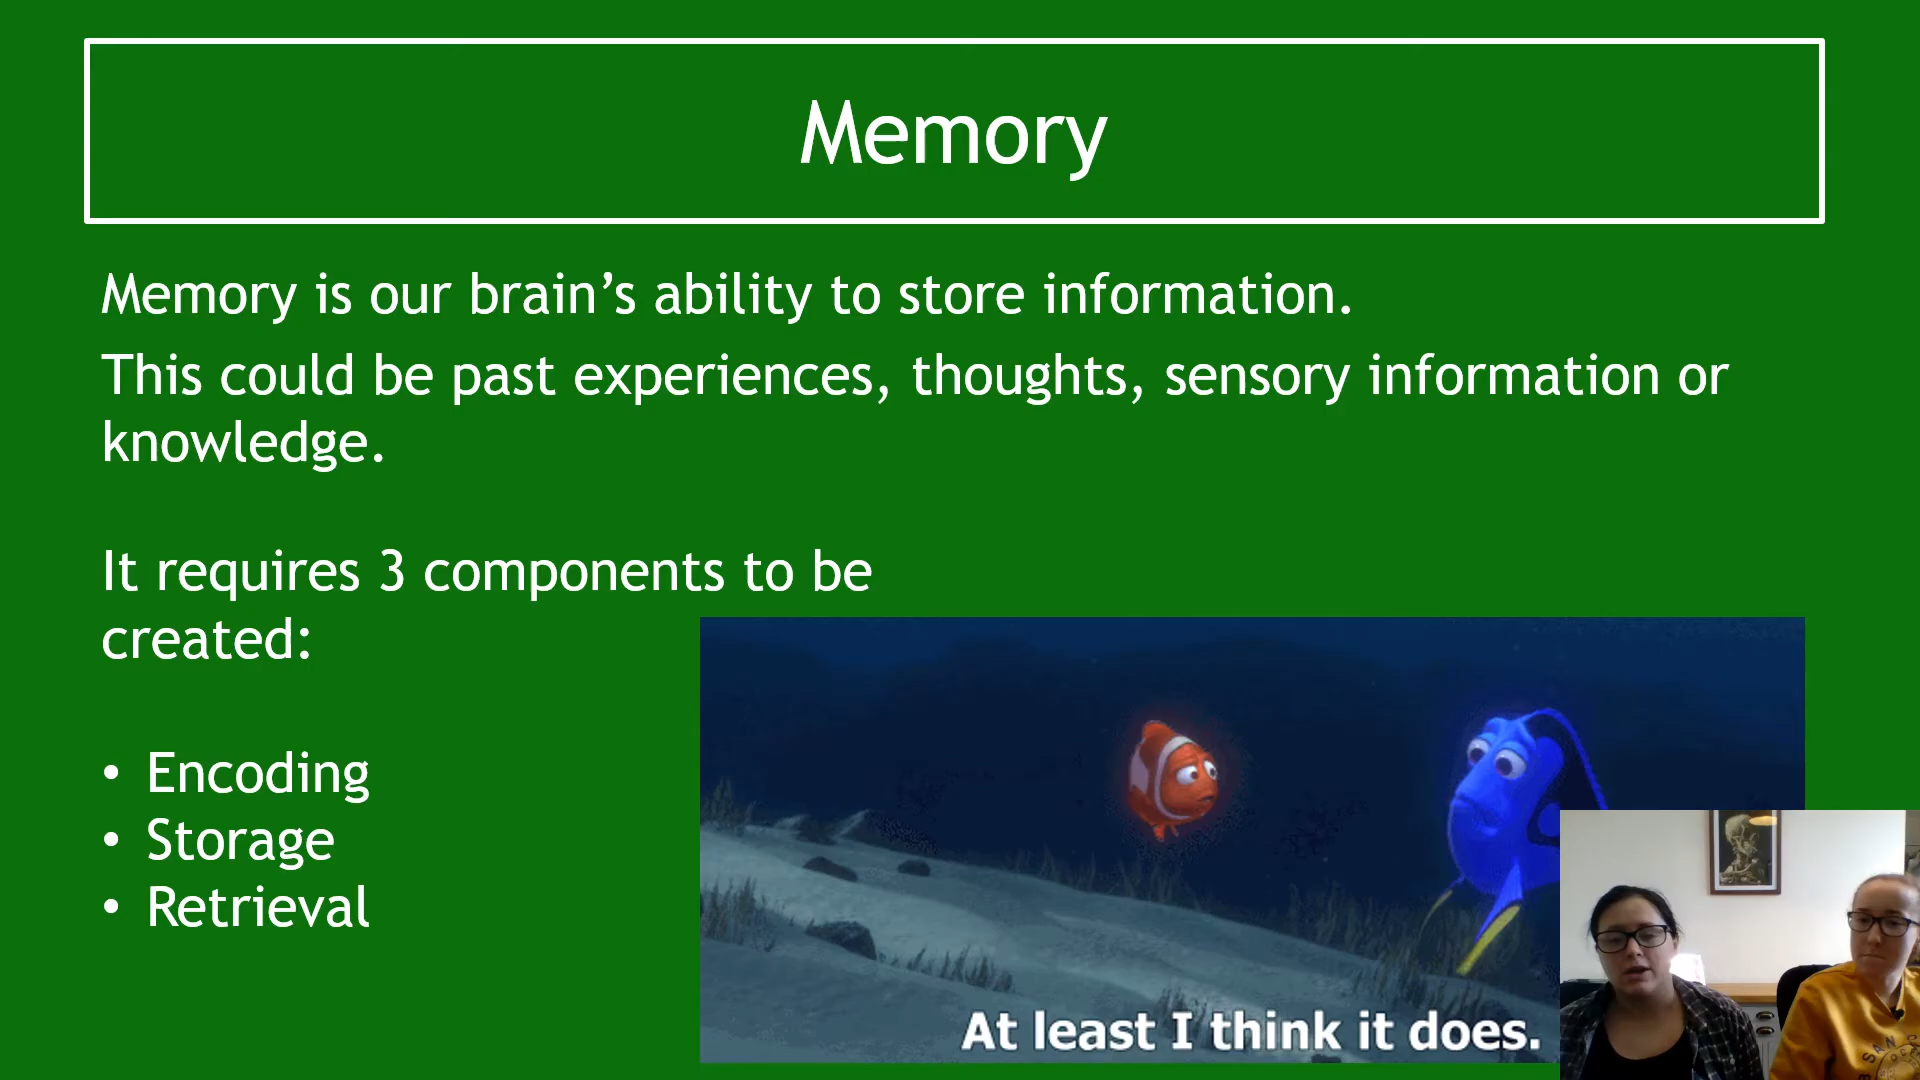 Memory
Memory is our brain’s ability to store information.
This could be past experiences, thoughts, sensory information or
knowledge.
It requires 3 components to be
created:
• Encoding
• Storage
• Retrieval
At least I think it does.